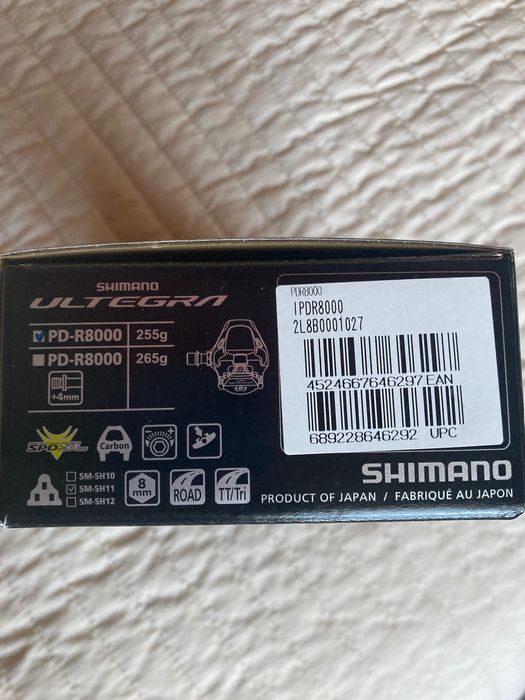 SHIMANO
ULTEGRA
PD-R8000 255g
PD-R8000 265g
+4mm
SPD-SL
Carbon
SM-SH10
SM-SH11
SM-SH12
8 mm
ROAD
TT/Tri
PDR8000
IPDR8000
2L8B0001027
4524667646297 EAN
689228646292 UPC
SHIMANO
PRODUCT OF JAPAN / FABRIQUÉ AU JAPON